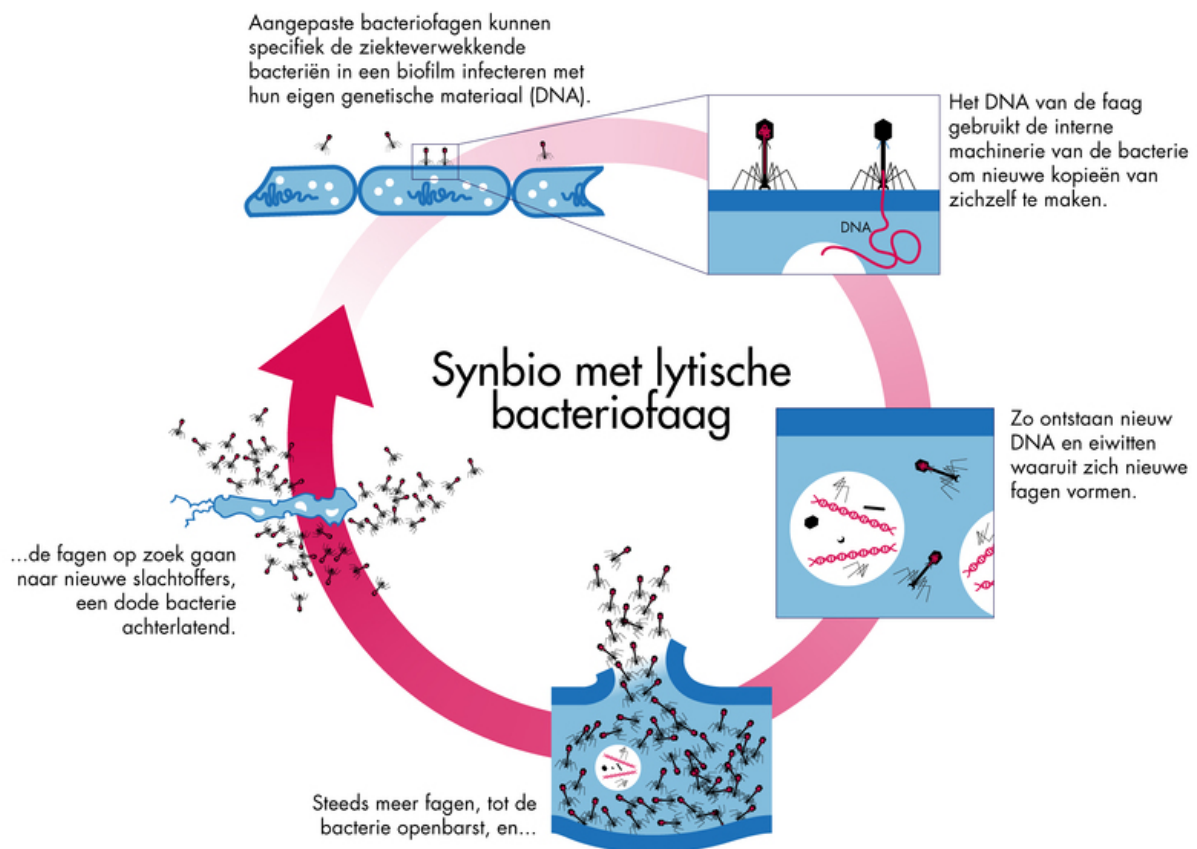 Aangepaste bacteriofagen kunnen
specifiek de ziekteverwekkende
bacteriën in een biofilm infecteren met
hun eigen genetische materiaal (DNA).
Het DNA van de faag
gebruikt de interne
machinerie van de bacterie
om nieuwe kopieën van
zichzelf te maken.
DNA
Synbio met lytische
bacteriofaag
Zo ontstaan nieuw
DNA en eiwitten
waaruit zich nieuwe
fagen vormen.
Steeds meer fagen, tot de
bacterie openbarst, en...
...de fagen op zoek gaan
naar nieuwe slachtoffers,
een dode bacterie
achterlatend.